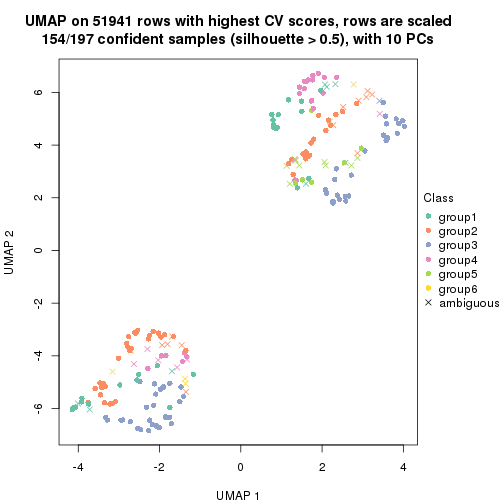 UMAP on 51941 rows with highest CV scores, rows are scaled
154/197 confident samples (silhouette > 0.5), with 10 PCs
6
4
2
0
-2
-4
-6
UMAP 2
-4
-2
0
2
4
UMAP 1
Class
group1
group2
group3
group4
group5
group6
ambiguous